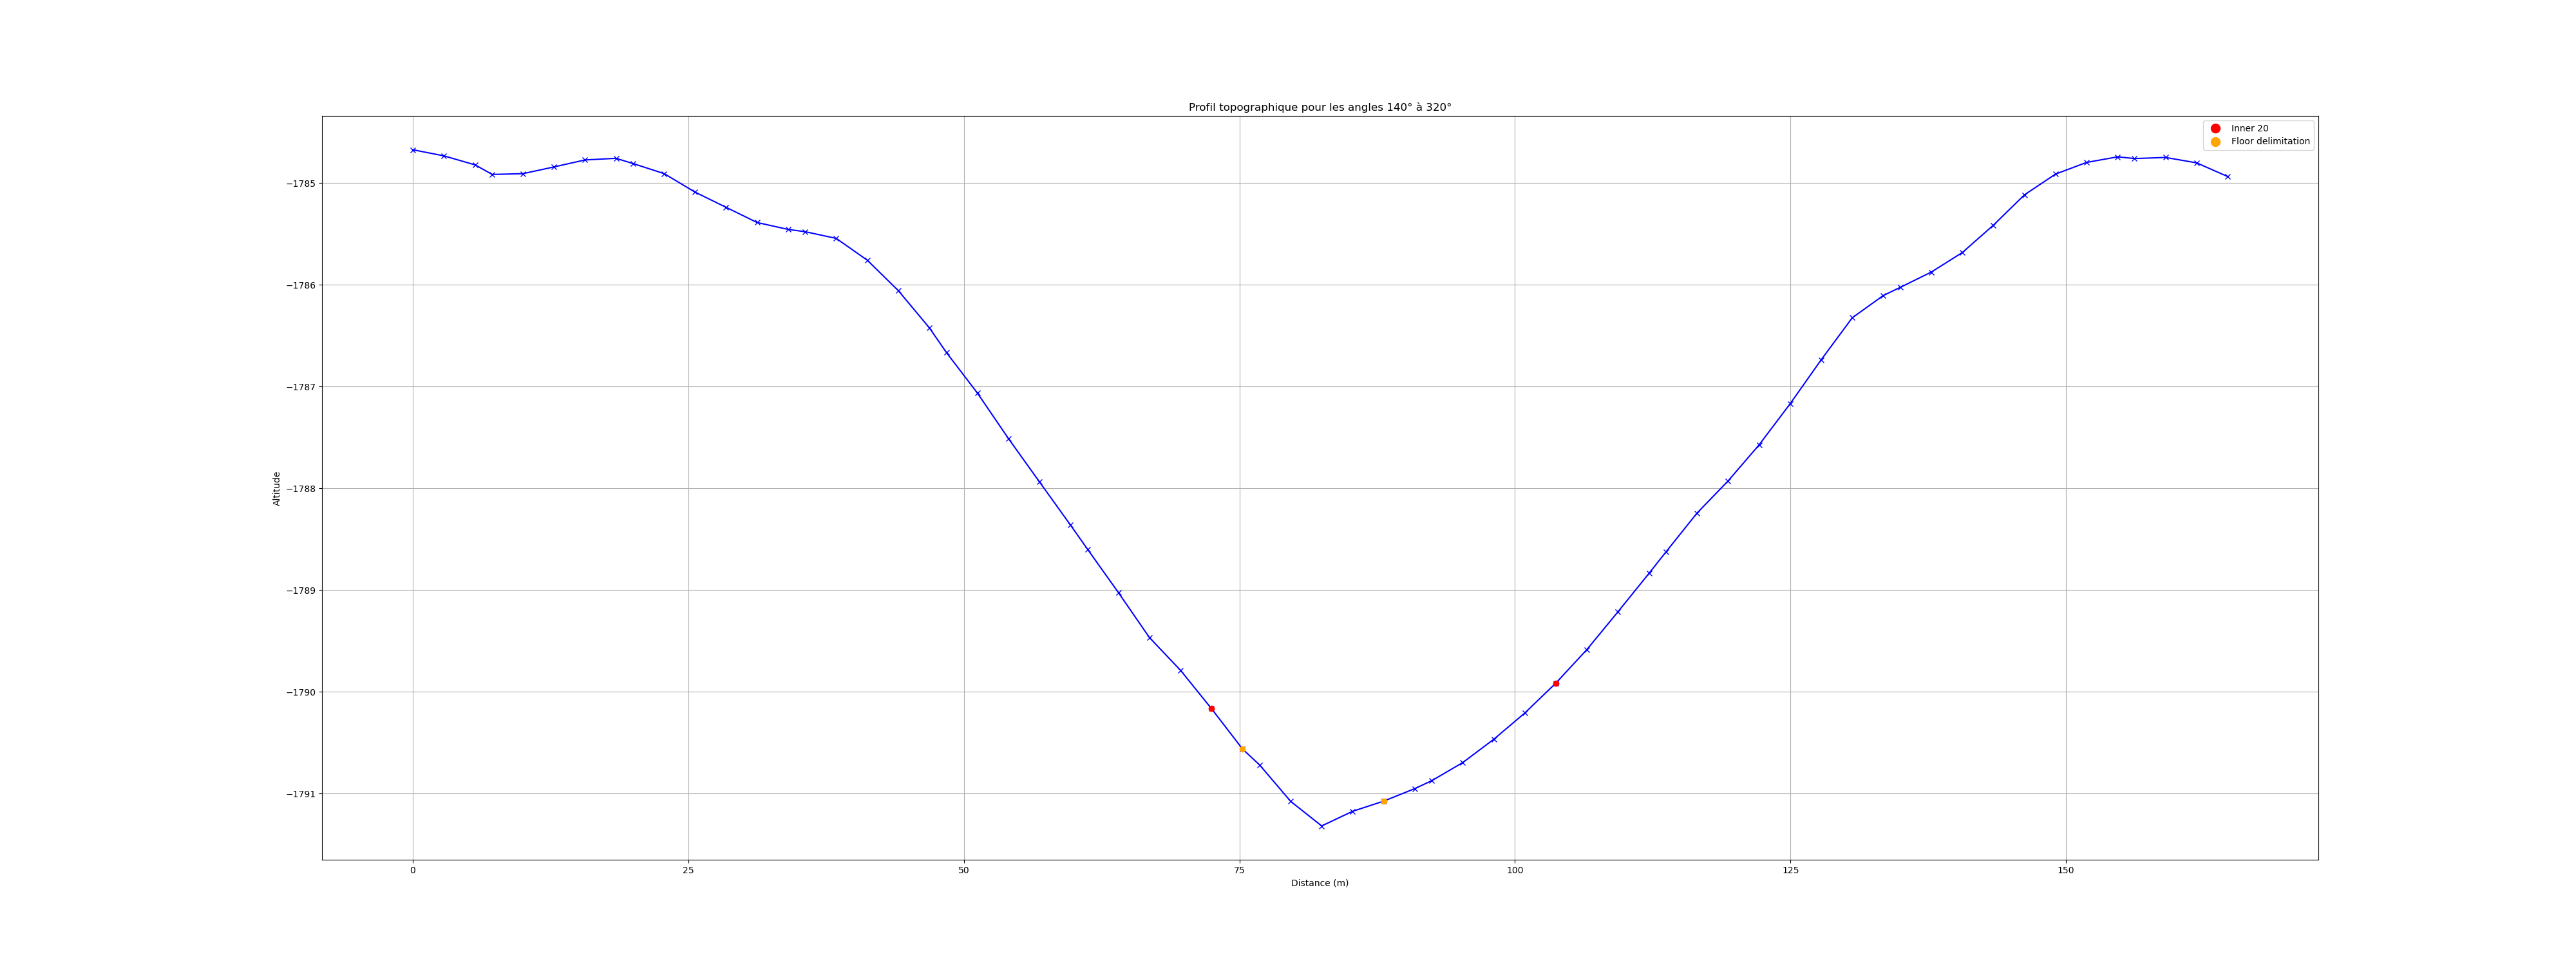 Profil topographique pour les angles 140° à 320°
Inner 20
Floor delimitation
−1785
−1786
−1787
−1788
−1789
−1790
−1791
Altitude
0 25 50 75 100 125 150
Distance (m)